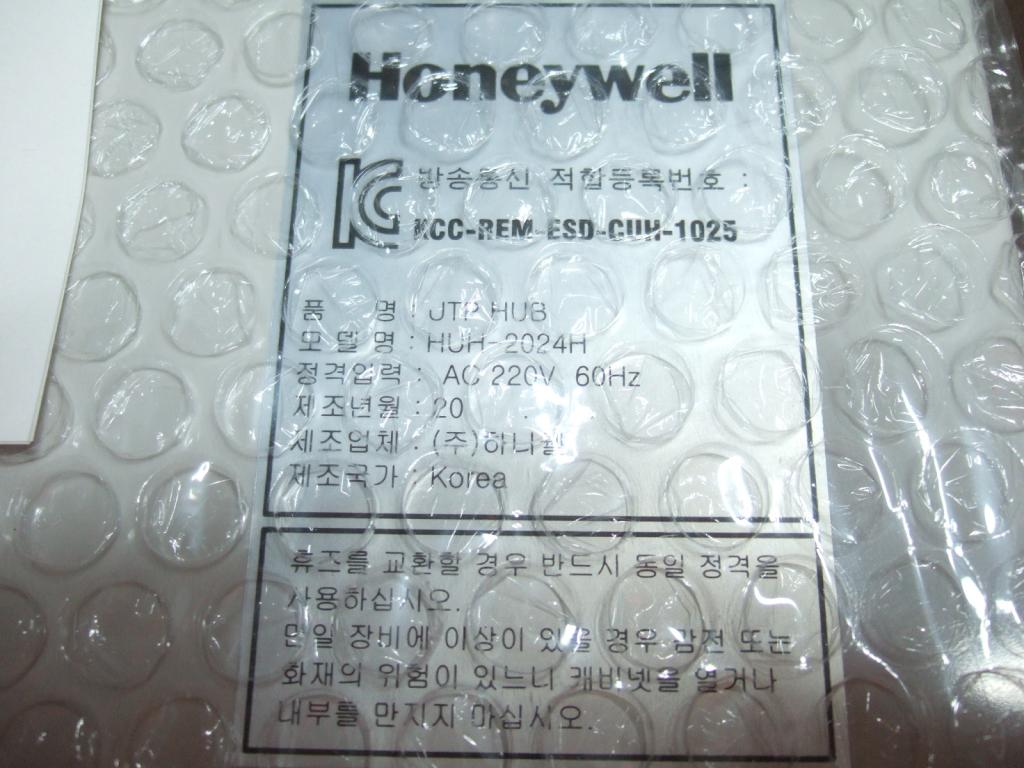 Honeywell
KC 방송통신 적합등록번호 :
KCC-REM-ESD-CUH-1025
품 명 : JTP HUB
모 델 명 : HUH-2024H
정격입력 : AC 220V 60Hz
제조년월 : 20 . .
제조업체 : (주)하니웰
제조국가 : Korea
휴즈를 교환할 경우 반드시 동일 정격을
사용하십시오.
만일 장비에 이상이 있을 경우 감전 또는
화재의 위험이 있느니 캐비넷을 열거나
내부를 만지지 마십시오.